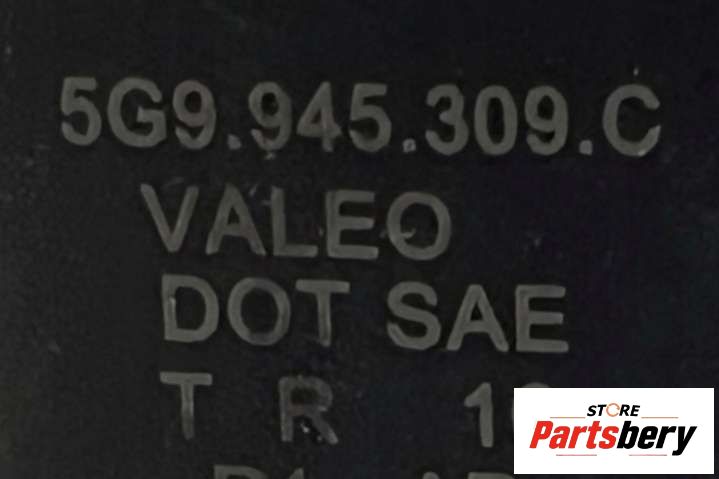 5G9.945.309.C
VALEO
DOT SAE
T R
STORE
Partsbery